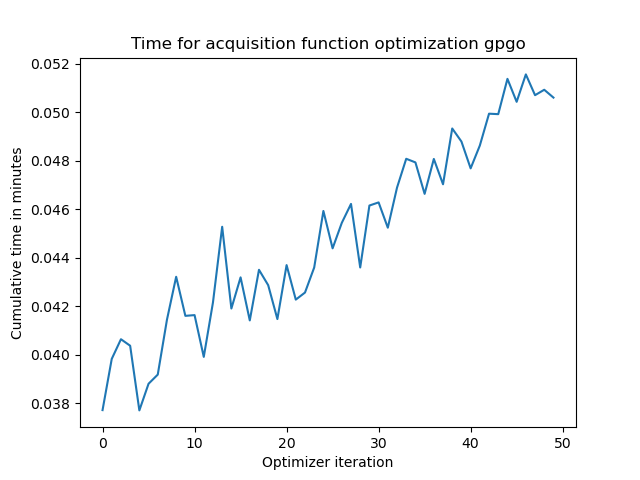 Time for acquisition function optimization gpgo
Cumulative time in minutes
0.052
0.050
0.048
0.046
0.044
0.042
0.040
0.038
0 10 20 30 40 50
Optimizer iteration